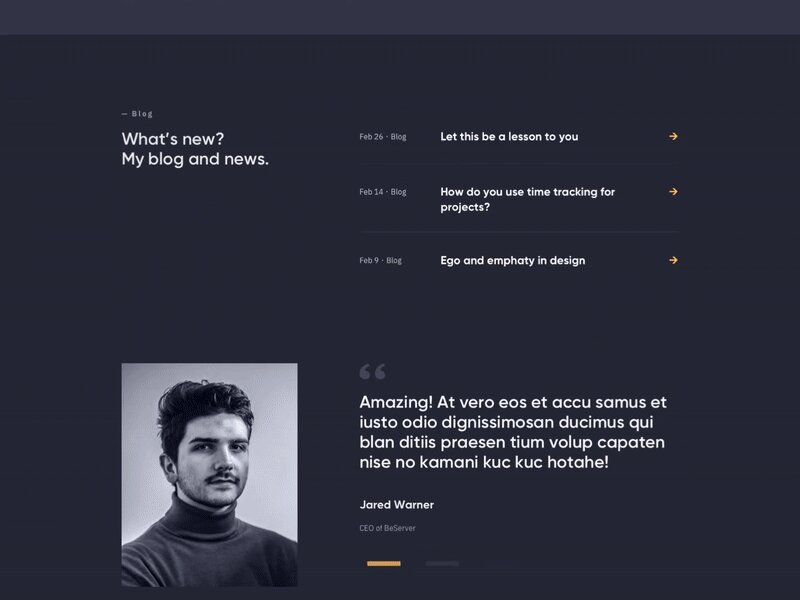 — Blog
What’s new?
My blog and news.
Feb 26 · Blog
Let this be a lesson to you
→
Feb 14 · Blog
How do you use time tracking for
projects?
→
Feb 9 · Blog
Ego and emphaty in design
→
“
Amazing! At vero eos et accu samus et
iusto odio dignissimosan ducimus qui
blan ditiis praesen tium volup capaten
nise no kamani kuc kuc hotahe!
Jared Warner
CEO of BeServer